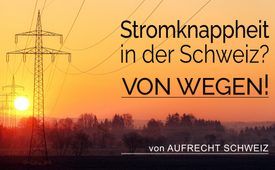 Stromknappheit
in der Schweiz?
VON WEGEN!
von AUFRECHT SCHWEIZ